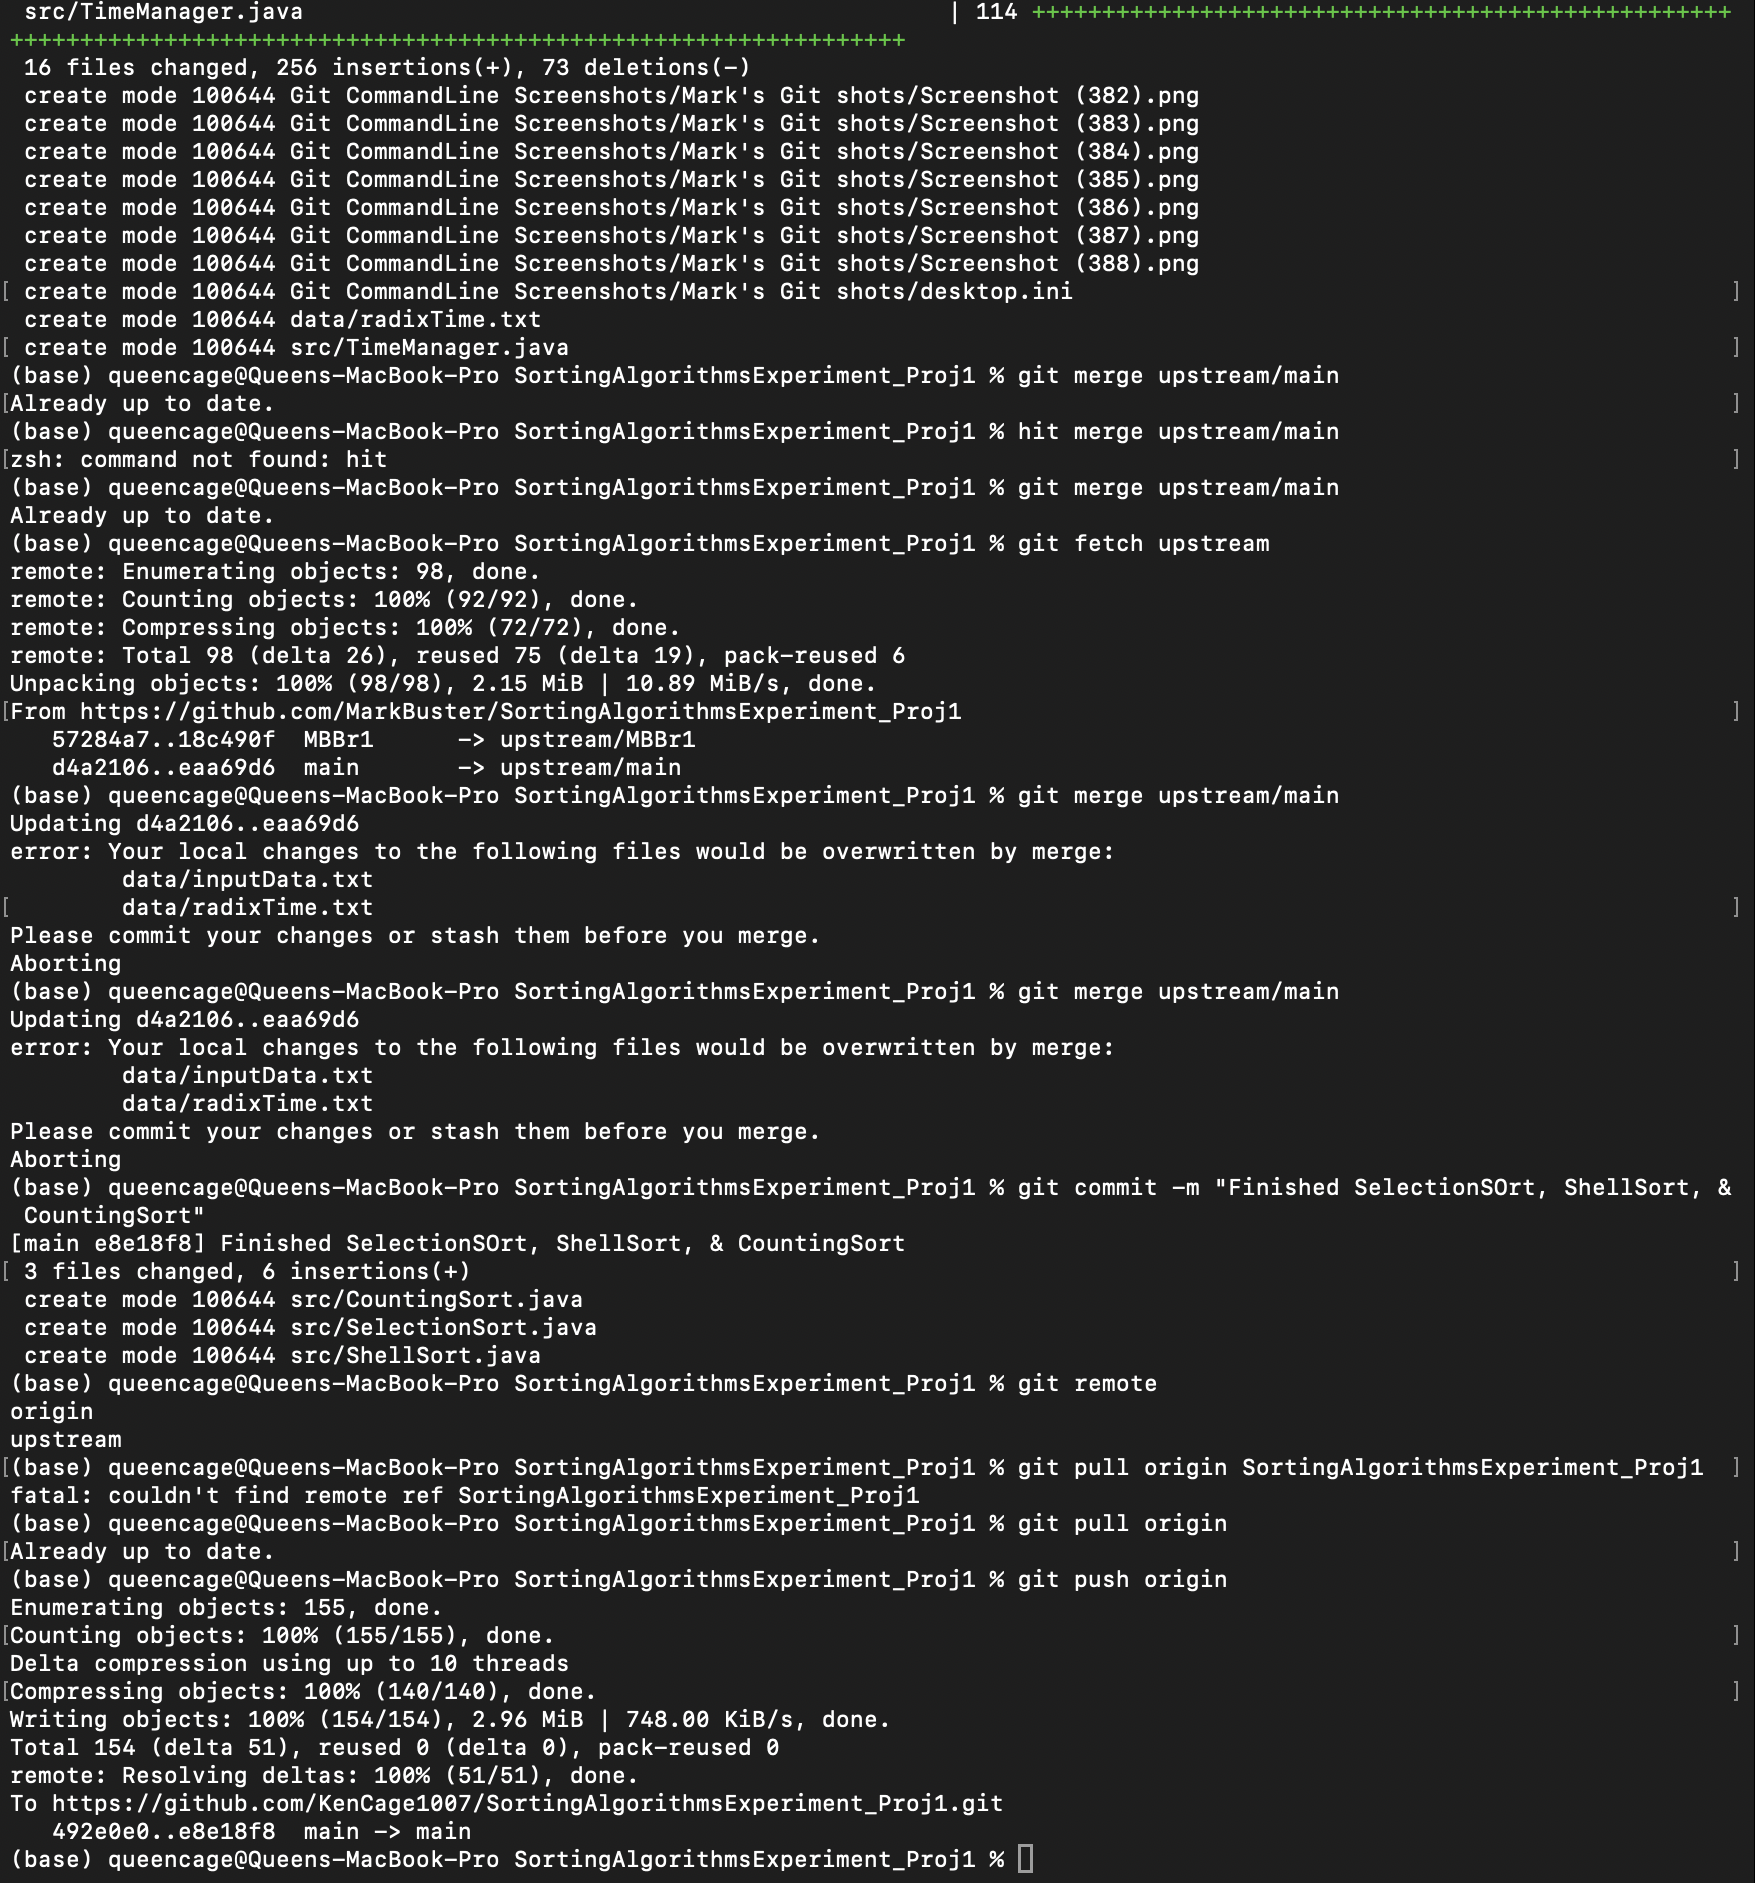 src/TimeManager.java | 114 ++++++++++++++++++++++++++++++++++++++++++++++++++
++++++++++++++++++++++++++++++++++++++++++++++++++++++++++++++++
16 files changed, 256 insertions(+), 73 deletions(-)
create mode 100644 Git CommandLine Screenshots/Mark's Git shots/Screenshot (382).png
create mode 100644 Git CommandLine Screenshots/Mark's Git shots/Screenshot (383).png
create mode 100644 Git CommandLine Screenshots/Mark's Git shots/Screenshot (384).png
create mode 100644 Git CommandLine Screenshots/Mark's Git shots/Screenshot (385).png
create mode 100644 Git CommandLine Screenshots/Mark's Git shots/Screenshot (386).png
create mode 100644 Git CommandLine Screenshots/Mark's Git shots/Screenshot (387).png
create mode 100644 Git CommandLine Screenshots/Mark's Git shots/Screenshot (388).png
[ create mode 100644 Git CommandLine Screenshots/Mark's Git shots/desktop.ini ]
create mode 100644 data/radixTime.txt
[ create mode 100644 src/TimeManager.java ]
(base) queencage@Queens-MacBook-Pro SortingAlgorithmsExperiment_Proj1 % git merge upstream/main
[Already up to date. ]
(base) queencage@Queens-MacBook-Pro SortingAlgorithmsExperiment_Proj1 % hit merge upstream/main
[zsh: command not found: hit ]
(base) queencage@Queens-MacBook-Pro SortingAlgorithmsExperiment_Proj1 % git merge upstream/main
Already up to date.
(base) queencage@Queens-MacBook-Pro SortingAlgorithmsExperiment_Proj1 % git fetch upstream
remote: Enumerating objects: 98, done.
remote: Counting objects: 100% (92/92), done.
remote: Compressing objects: 100% (72/72), done.
remote: Total 98 (delta 26), reused 75 (delta 19), pack-reused 6
Unpacking objects: 100% (98/98), 2.15 MiB | 10.89 MiB/s, done.
[From https://github.com/MarkBuster/SortingAlgorithmsExperiment_Proj1 ]
57284a7..18c490f MBBr1 -> upstream/MBBr1
d4a2106..eaa69d6 main -> upstream/main
(base) queencage@Queens-MacBook-Pro SortingAlgorithmsExperiment_Proj1 % git merge upstream/main
Updating d4a2106..eaa69d6
error: Your local changes to the following files would be overwritten by merge:
data/inputData.txt
[ data/radixTime.txt ]
Please commit your changes or stash them before you merge.
Aborting
(base) queencage@Queens-MacBook-Pro SortingAlgorithmsExperiment_Proj1 % git merge upstream/main
Updating d4a2106..eaa69d6
error: Your local changes to the following files would be overwritten by merge:
data/inputData.txt
data/radixTime.txt
Please commit your changes or stash them before you merge.
Aborting
(base) queencage@Queens-MacBook-Pro SortingAlgorithmsExperiment_Proj1 % git commit -m "Finished SelectionSOrt, ShellSort, &
CountingSort"
[main e8e18f8] Finished SelectionSOrt, ShellSort, & CountingSort
[ 3 files changed, 6 insertions(+) ]
create mode 100644 src/CountingSort.java
create mode 100644 src/SelectionSort.java
create mode 100644 src/ShellSort.java
(base) queencage@Queens-MacBook-Pro SortingAlgorithmsExperiment_Proj1 % git remote
origin
upstream
[(base) queencage@Queens-MacBook-Pro SortingAlgorithmsExperiment_Proj1 % git pull origin SortingAlgorithmsExperiment_Proj1 ]
fatal: couldn't find remote ref SortingAlgorithmsExperiment_Proj1
(base) queencage@Queens-MacBook-Pro SortingAlgorithmsExperiment_Proj1 % git pull origin
[Already up to date. ]
(base) queencage@Queens-MacBook-Pro SortingAlgorithmsExperiment_Proj1 % git push origin
Enumerating objects: 155, done.
[Counting objects: 100% (155/155), done. ]
Delta compression using up to 10 threads
[Compressing objects: 100% (140/140), done. ]
Writing objects: 100% (154/154), 2.96 MiB | 748.00 KiB/s, done.
Total 154 (delta 51), reused 0 (delta 0), pack-reused 0
remote: Resolving deltas: 100% (51/51), done.
To https://github.com/KenCage1007/SortingAlgorithmsExperiment_Proj1.git
492e0e0..e8e18f8 main -> main
(base) queencage@Queens-MacBook-Pro SortingAlgorithmsExperiment_Proj1 %